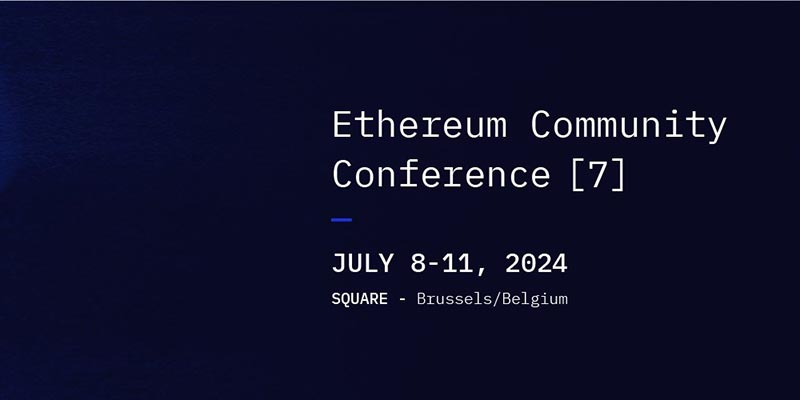 Ethereum Community
Conference [7]
JULY 8-11, 2024
SQUARE - Brussels/Belgium